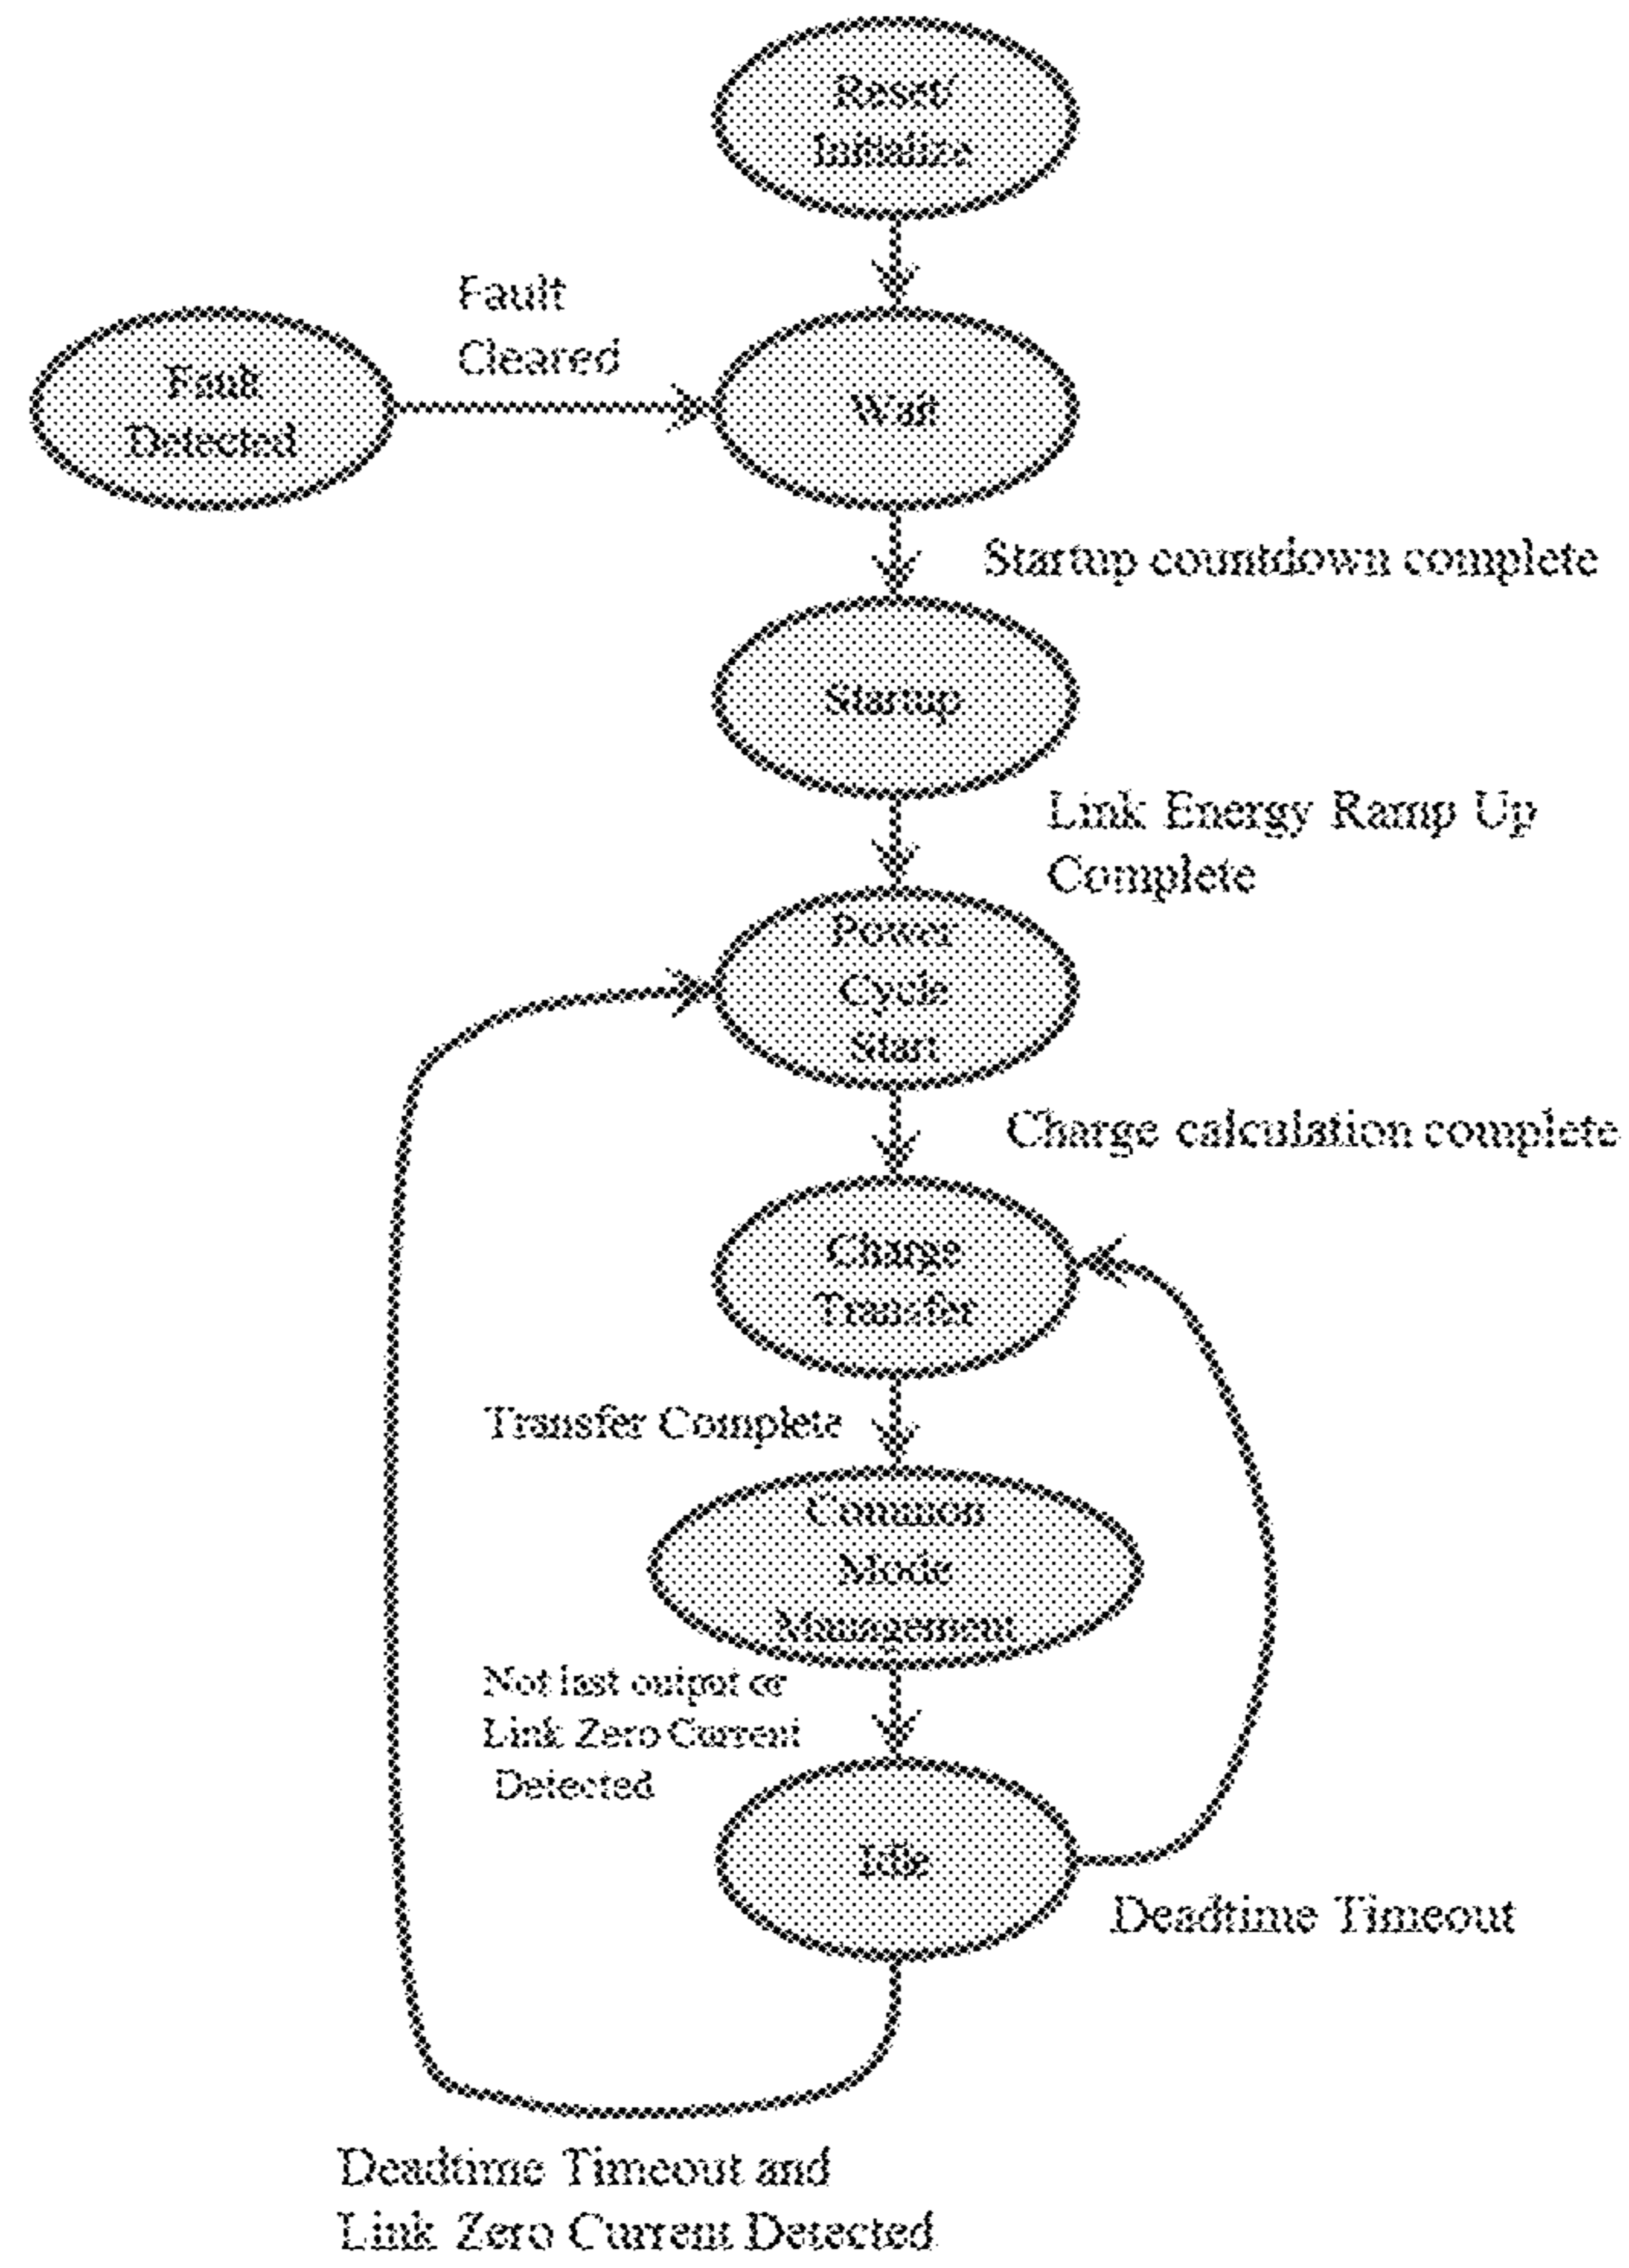 Reset/
Initialize
Fault
Cleared
Fault
Detected
Wait
Startup countdown complete
Startup
Link Energy Ramp Up
Complete
Power
Cycle
Start
Charge calculation complete
Charge
Transfer
Transfer Complete
Common
Mode
Management
Not last output or
Link Zero Current
Detected
Idle
Deadtime Timeout
Deadtime Timeout and
Link Zero Current Detected